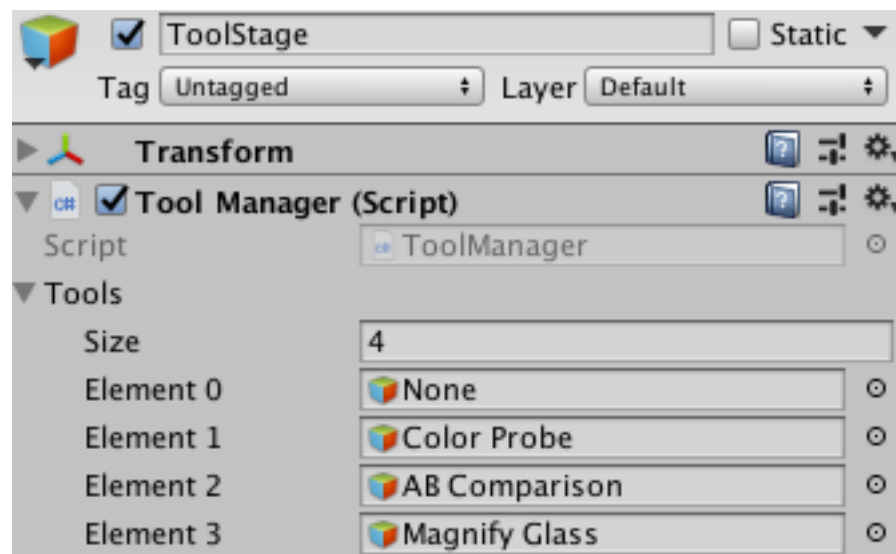 ToolStage Static
Tag Untagged Layer Default
Transform
C# Tool Manager (Script)
Script ToolManager
Tools
Size 4
Element 0 None
Element 1 Color Probe
Element 2 AB Comparison
Element 3 Magnify Glass